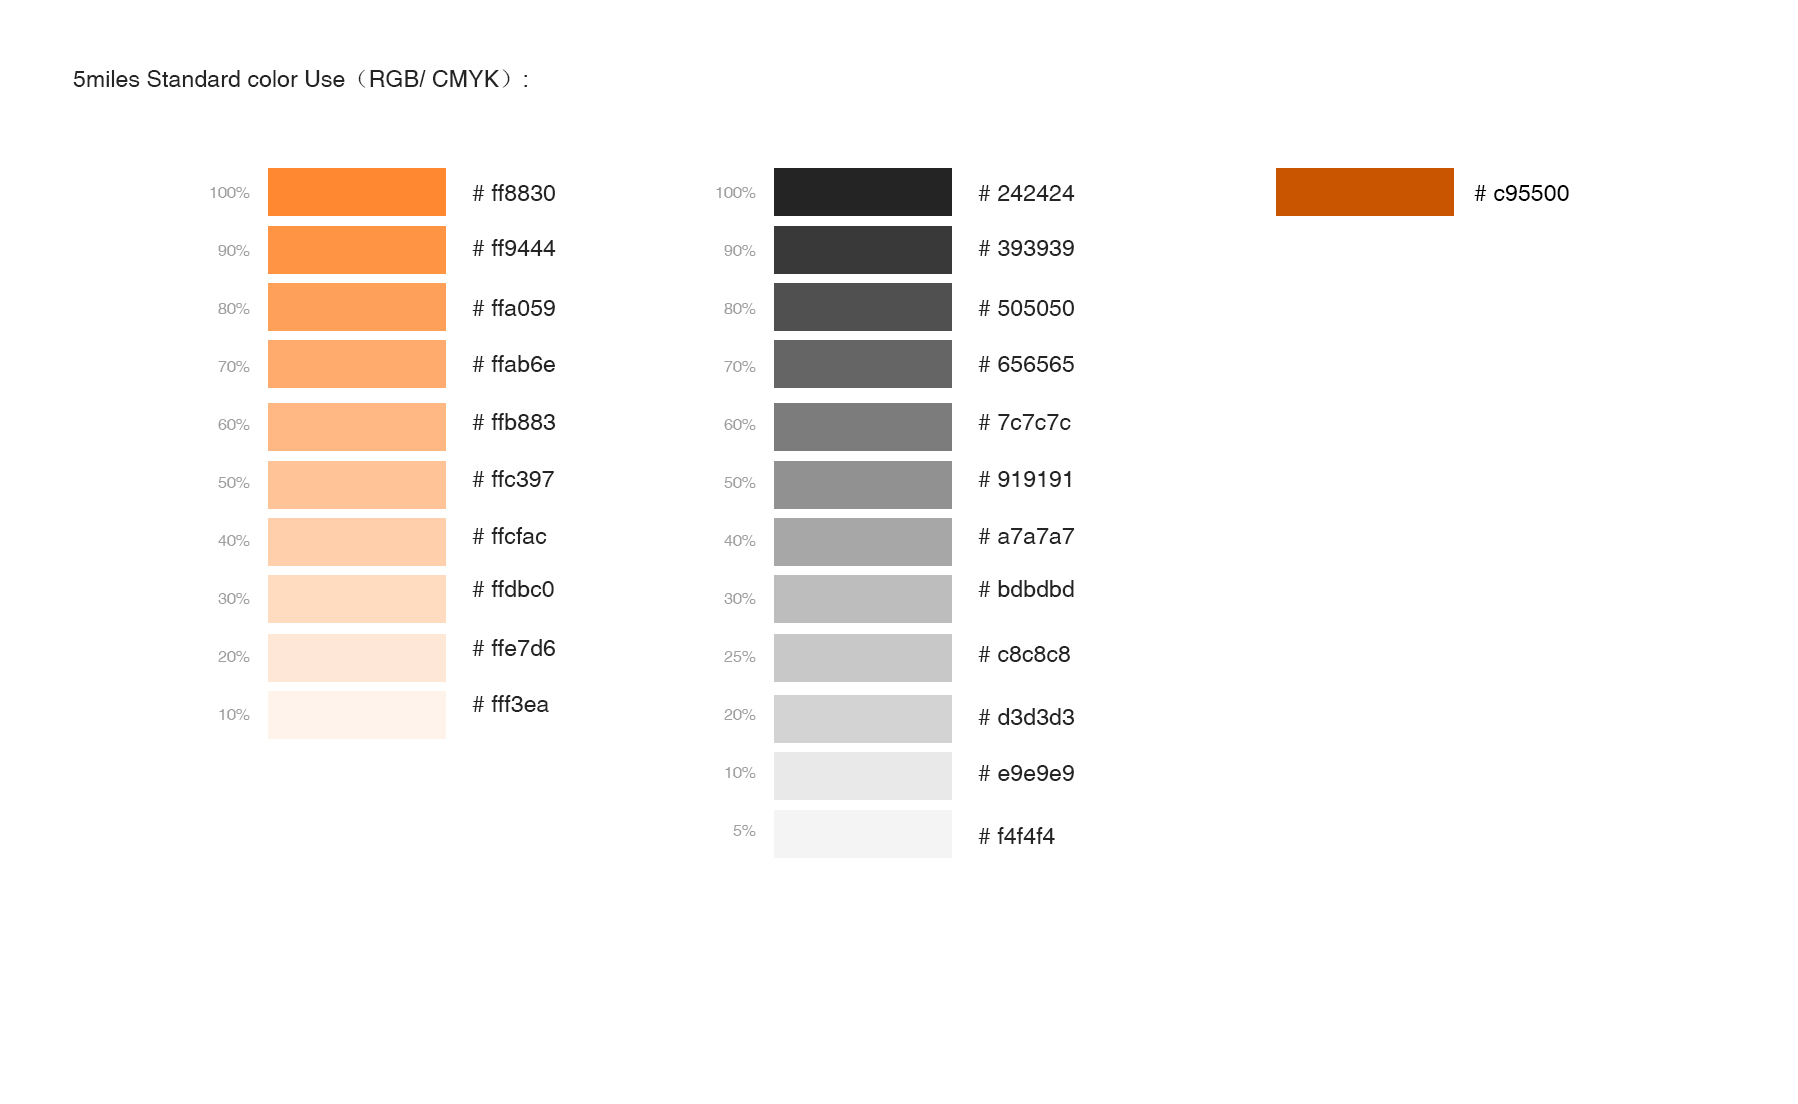 5miles Standard color Use（RGB/ CMYK）:
100% # ff8830 100% # 242424 # c95500
90% # ff9444 90% # 393939
80% # ffa059 80% # 505050
70% # ffab6e 70% # 656565
60% # ffb883 60% # 7c7c7c
50% # ffc397 50% # 919191
40% # ffcfac 40% # a7a7a7
30% # ffdbc0 30% # bdbdbd
20% # ffe7d6 25% # c8c8c8
10% # fff3ea 20% # d3d3d3
10% # e9e9e9
5% # f4f4f4